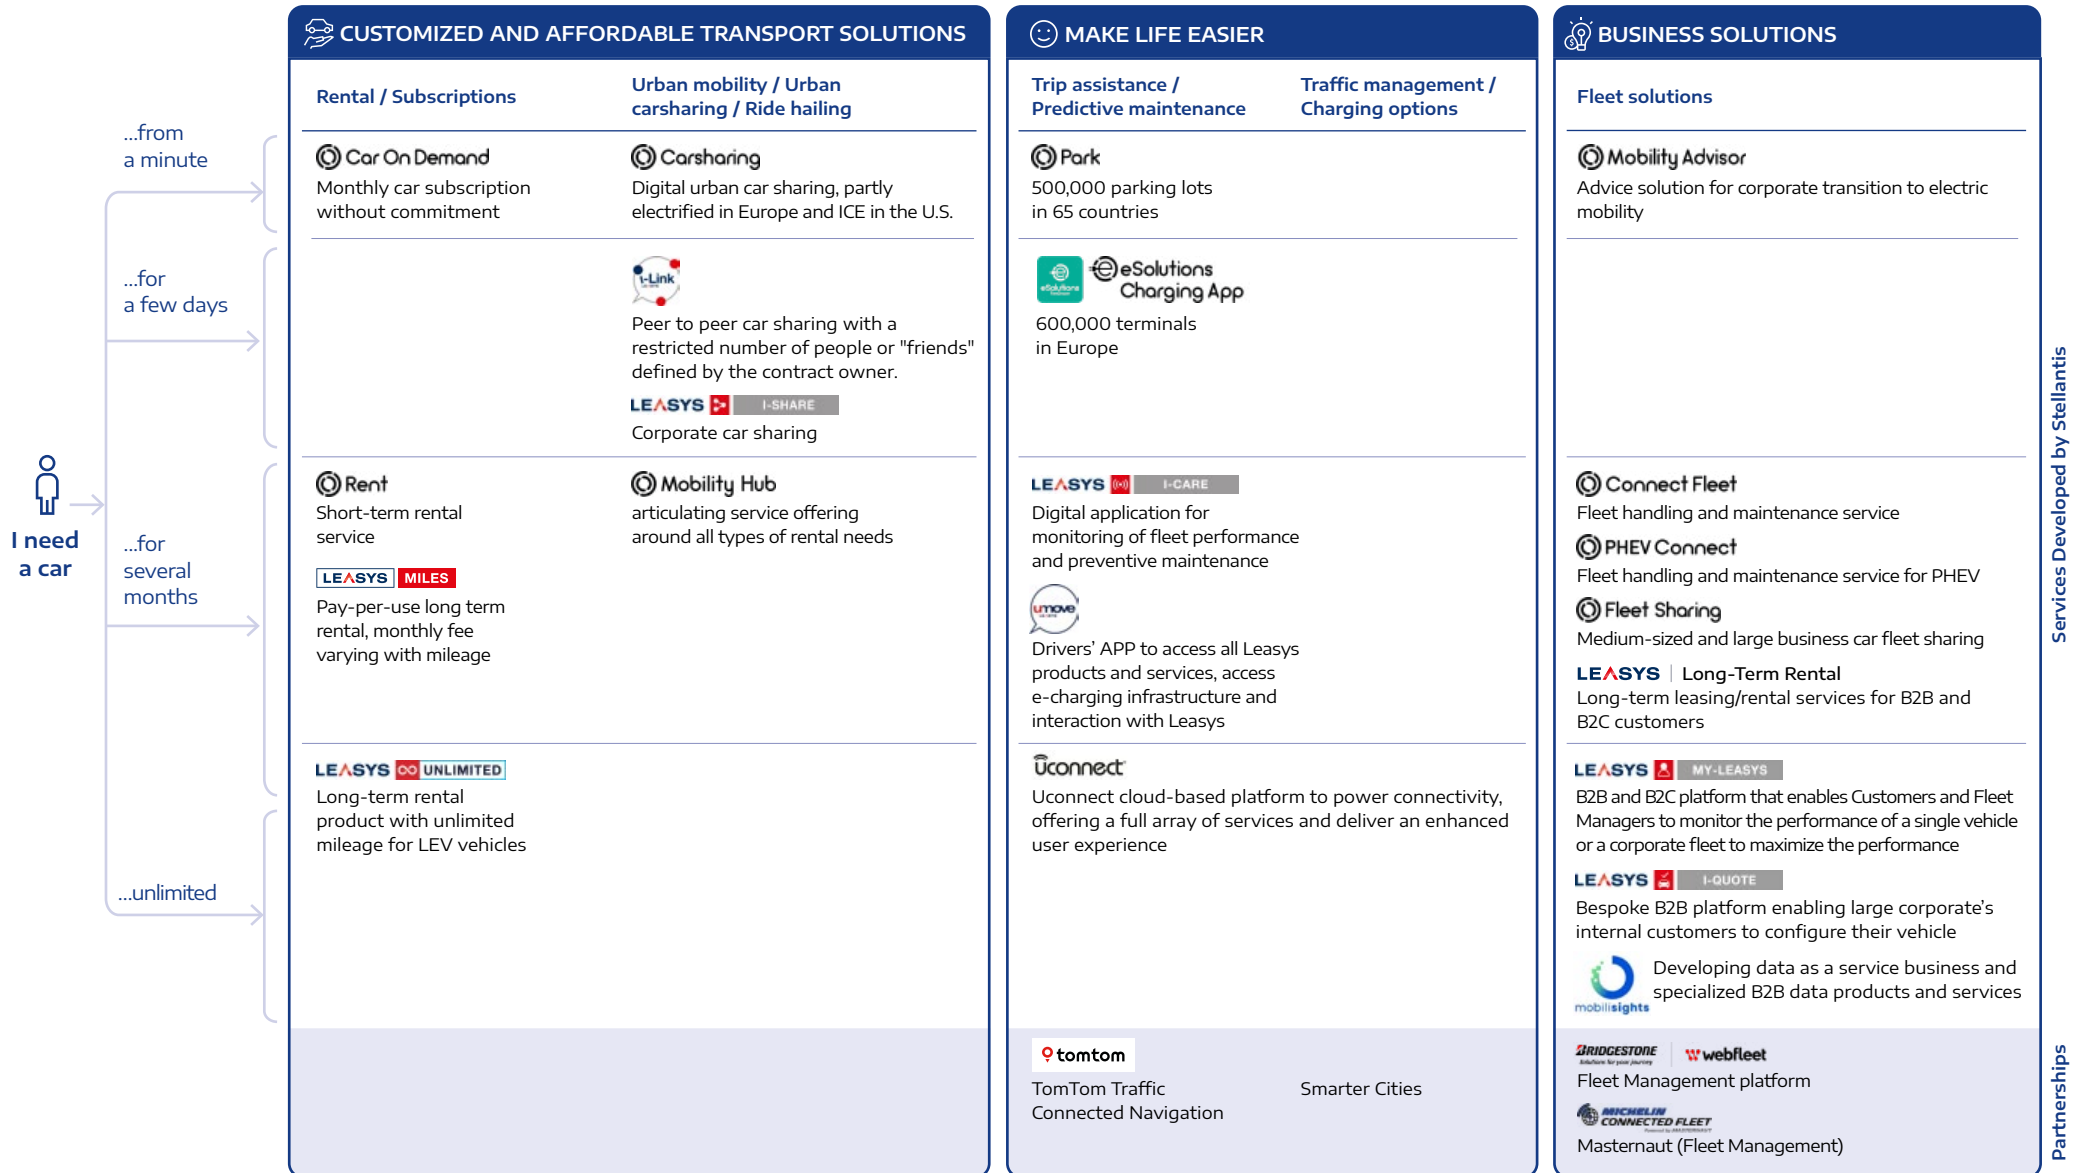 CUSTOMIZED AND AFFORDABLE TRANSPORT SOLUTIONS
MAKE LIFE EASIER
BUSINESS SOLUTIONS
Rental / Subscriptions
Urban mobility / Urban
carsharing / Ride hailing
Trip assistance /
Predictive maintenance
Traffic management /
Charging options
Fleet solutions
I need
a car
...from
a minute
...for
a few days
...for
several
months
...unlimited
Car On Demand
Monthly car subscription
without commitment
Carsharing
Digital urban car sharing, partly
electrified in Europe and ICE in the U.S.
Park
500,000 parking lots
in 65 countries
Mobility Advisor
Advice solution for corporate transition to electric
mobility
i-Link
Peer to peer car sharing with a
restricted number of people or "friends"
defined by the contract owner.
LEASYS I-SHARE
Corporate car sharing
eSolutions
eSolutions
Charging App
600,000 terminals
in Europe
Rent
Short-term rental
service
LEASYS MILES
Pay-per-use long term
rental, monthly fee
varying with mileage
Mobility Hub
articulating service offering
around all types of rental needs
LEASYS I-CARE
Digital application for
monitoring of fleet performance
and preventive maintenance
umove
Drivers' APP to access all Leasys
products and services, access
e-charging infrastructure and
interaction with Leasys
Connect Fleet
Fleet handling and maintenance service
PHEV Connect
Fleet handling and maintenance service for PHEV
Fleet Sharing
Medium-sized and large business car fleet sharing
LEASYS | Long-Term Rental
Long-term leasing/rental services for B2B and
B2C customers
LEASYS UNLIMITED
Long-term rental
product with unlimited
mileage for LEV vehicles
uconnect
Uconnect cloud-based platform to power connectivity,
offering a full array of services and deliver an enhanced
user experience
LEASYS MY-LEASYS
B2B and B2C platform that enables Customers and Fleet
Managers to monitor the performance of a single vehicle
or a corporate fleet to maximize the performance
LEASYS I-QUOTE
Bespoke B2B platform enabling large corporate's
internal customers to configure their vehicle
mobilisights
Developing data as a service business and
specialized B2B data products and services
Services Developed by Stellantis
tomtom
TomTom Traffic
Connected Navigation
Smarter Cities
BRIDGESTONE
Solutions for your journey
webfleet
Fleet Management platform
MICHELIN
CONNECTED FLEET
Powered by MASTERNAUT
Masternaut (Fleet Management)
Partnerships